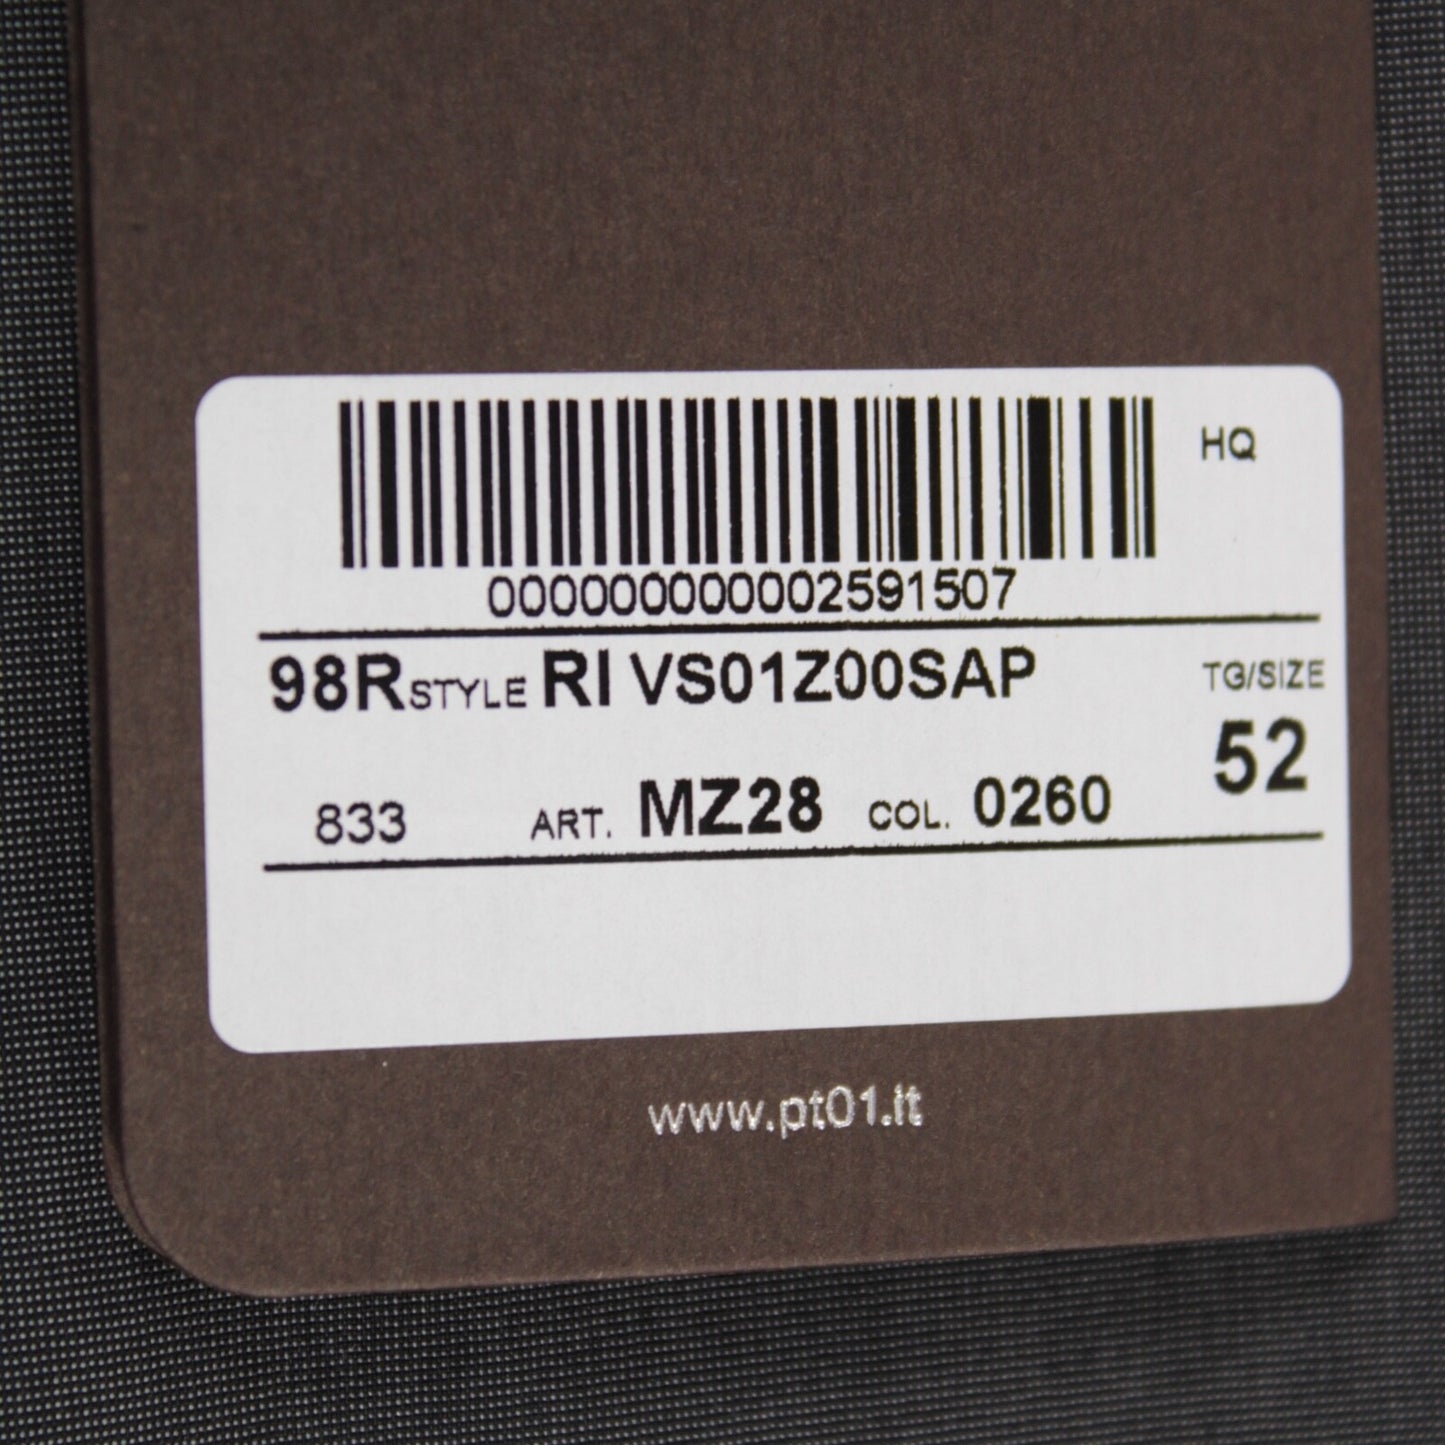 HQ
000000000002591507
98R STYLE RI VS01Z00SAP TG/SIZE
52
833 ART. MZ28 COL. 0260
www.pt01.it